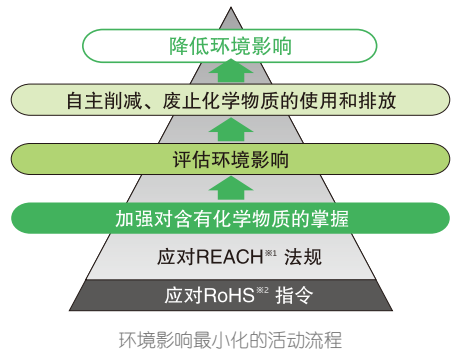 降低环境影响
自主削减、废止化学物质的使用和排放
评估环境影响
加强对含有化学物质的掌握
应对REACH※1 法规
应对RoHS※2 指令
环境影响最小化的活动流程